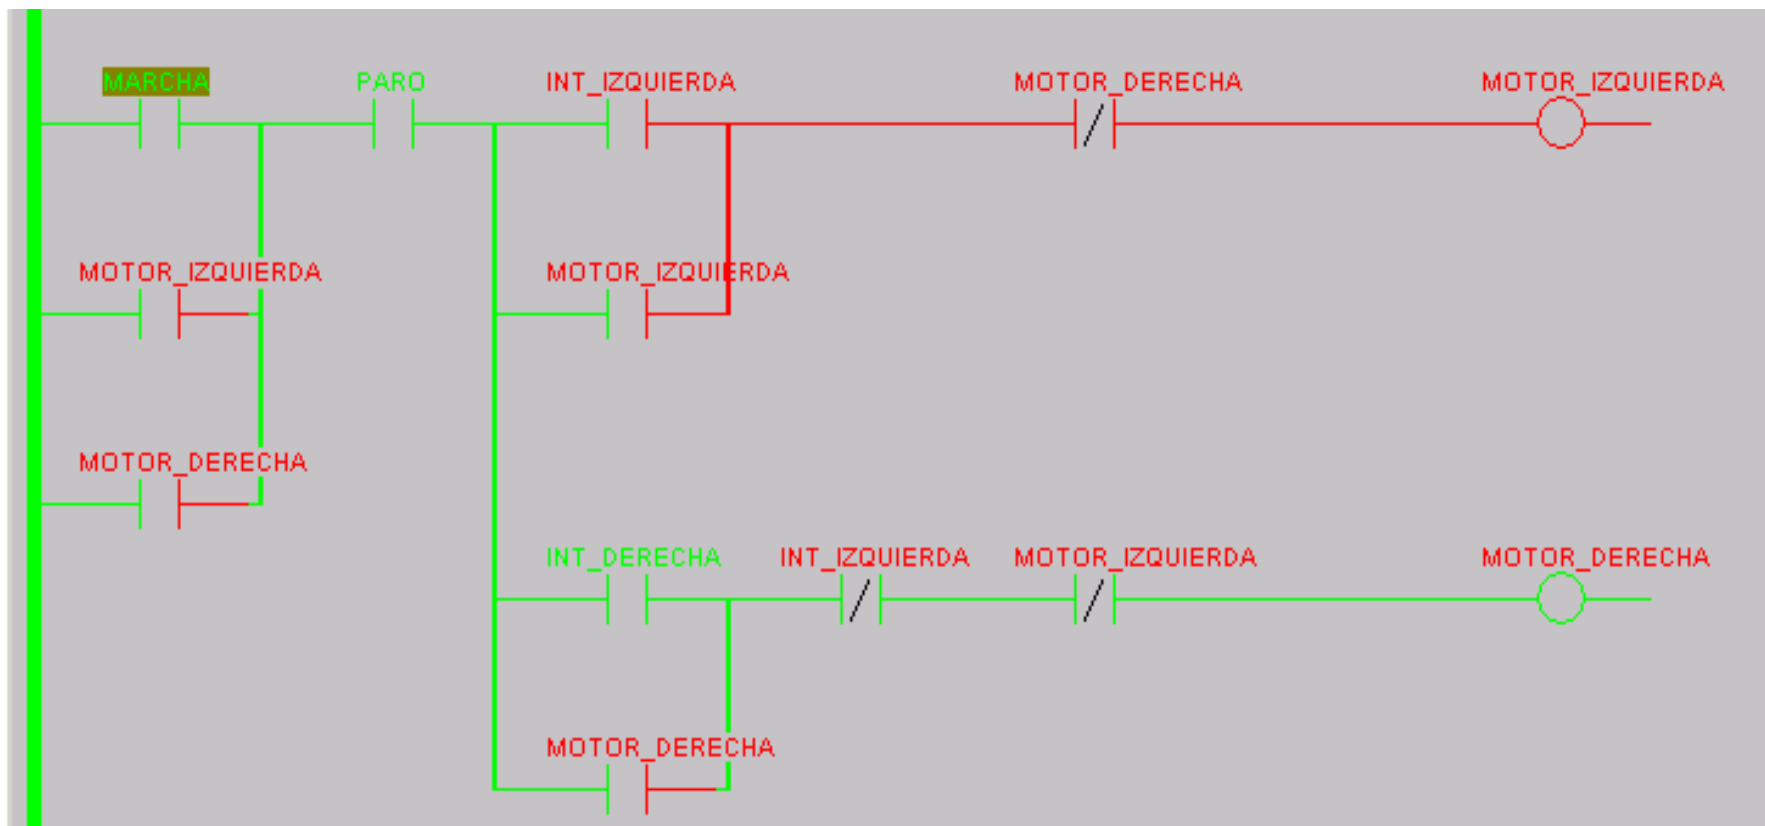 MARCHA PARO INT_IZQUIERDA MOTOR_DERECHA MOTOR_IZQUIERDA
MOTOR_IZQUIERDA MOTOR_IZQUIERDA
MOTOR_DERECHA
INT_DERECHA INT_IZQUIERDA MOTOR_IZQUIERDA MOTOR_DERECHA
MOTOR_DERECHA